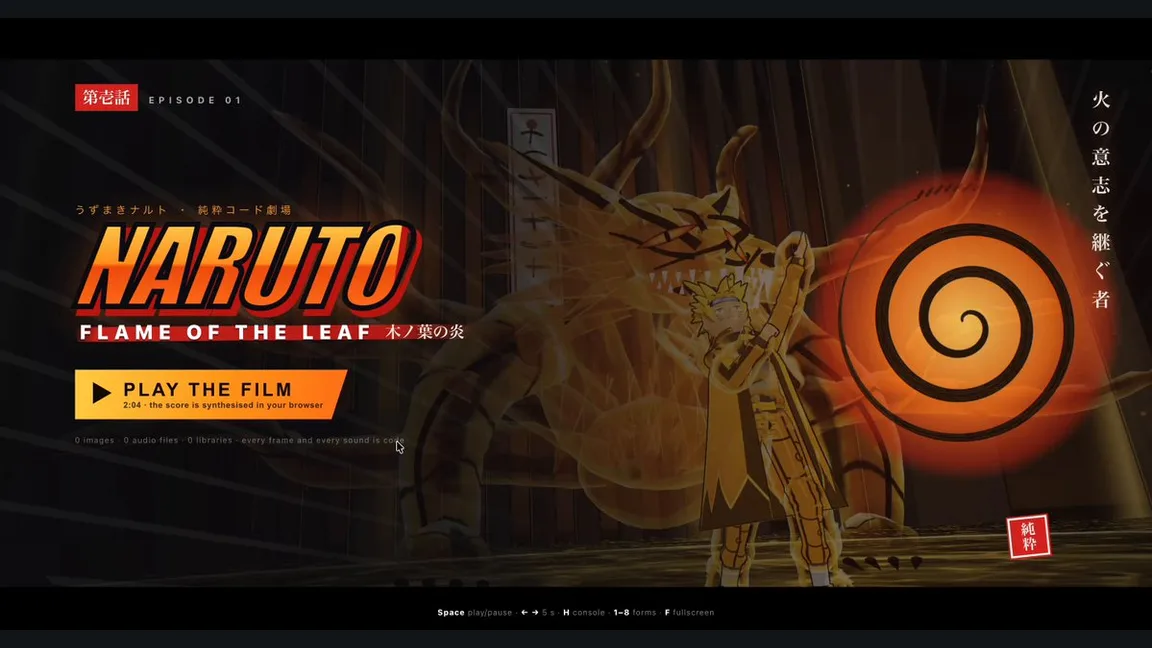 第壱話 EPISODE 01
うずまきナルト ・ 純粋コード劇場
NARUTO
FLAME OF THE LEAF 木ノ葉の炎
PLAY THE FILM
2:04 · the score is synthesised in your browser
0 images · 0 audio files · 0 libraries · every frame and every sound is code
火の意志を継ぐ者
純粋
Space play/pause · ← → 5 s · H console · 1–8 forms · F fullscreen